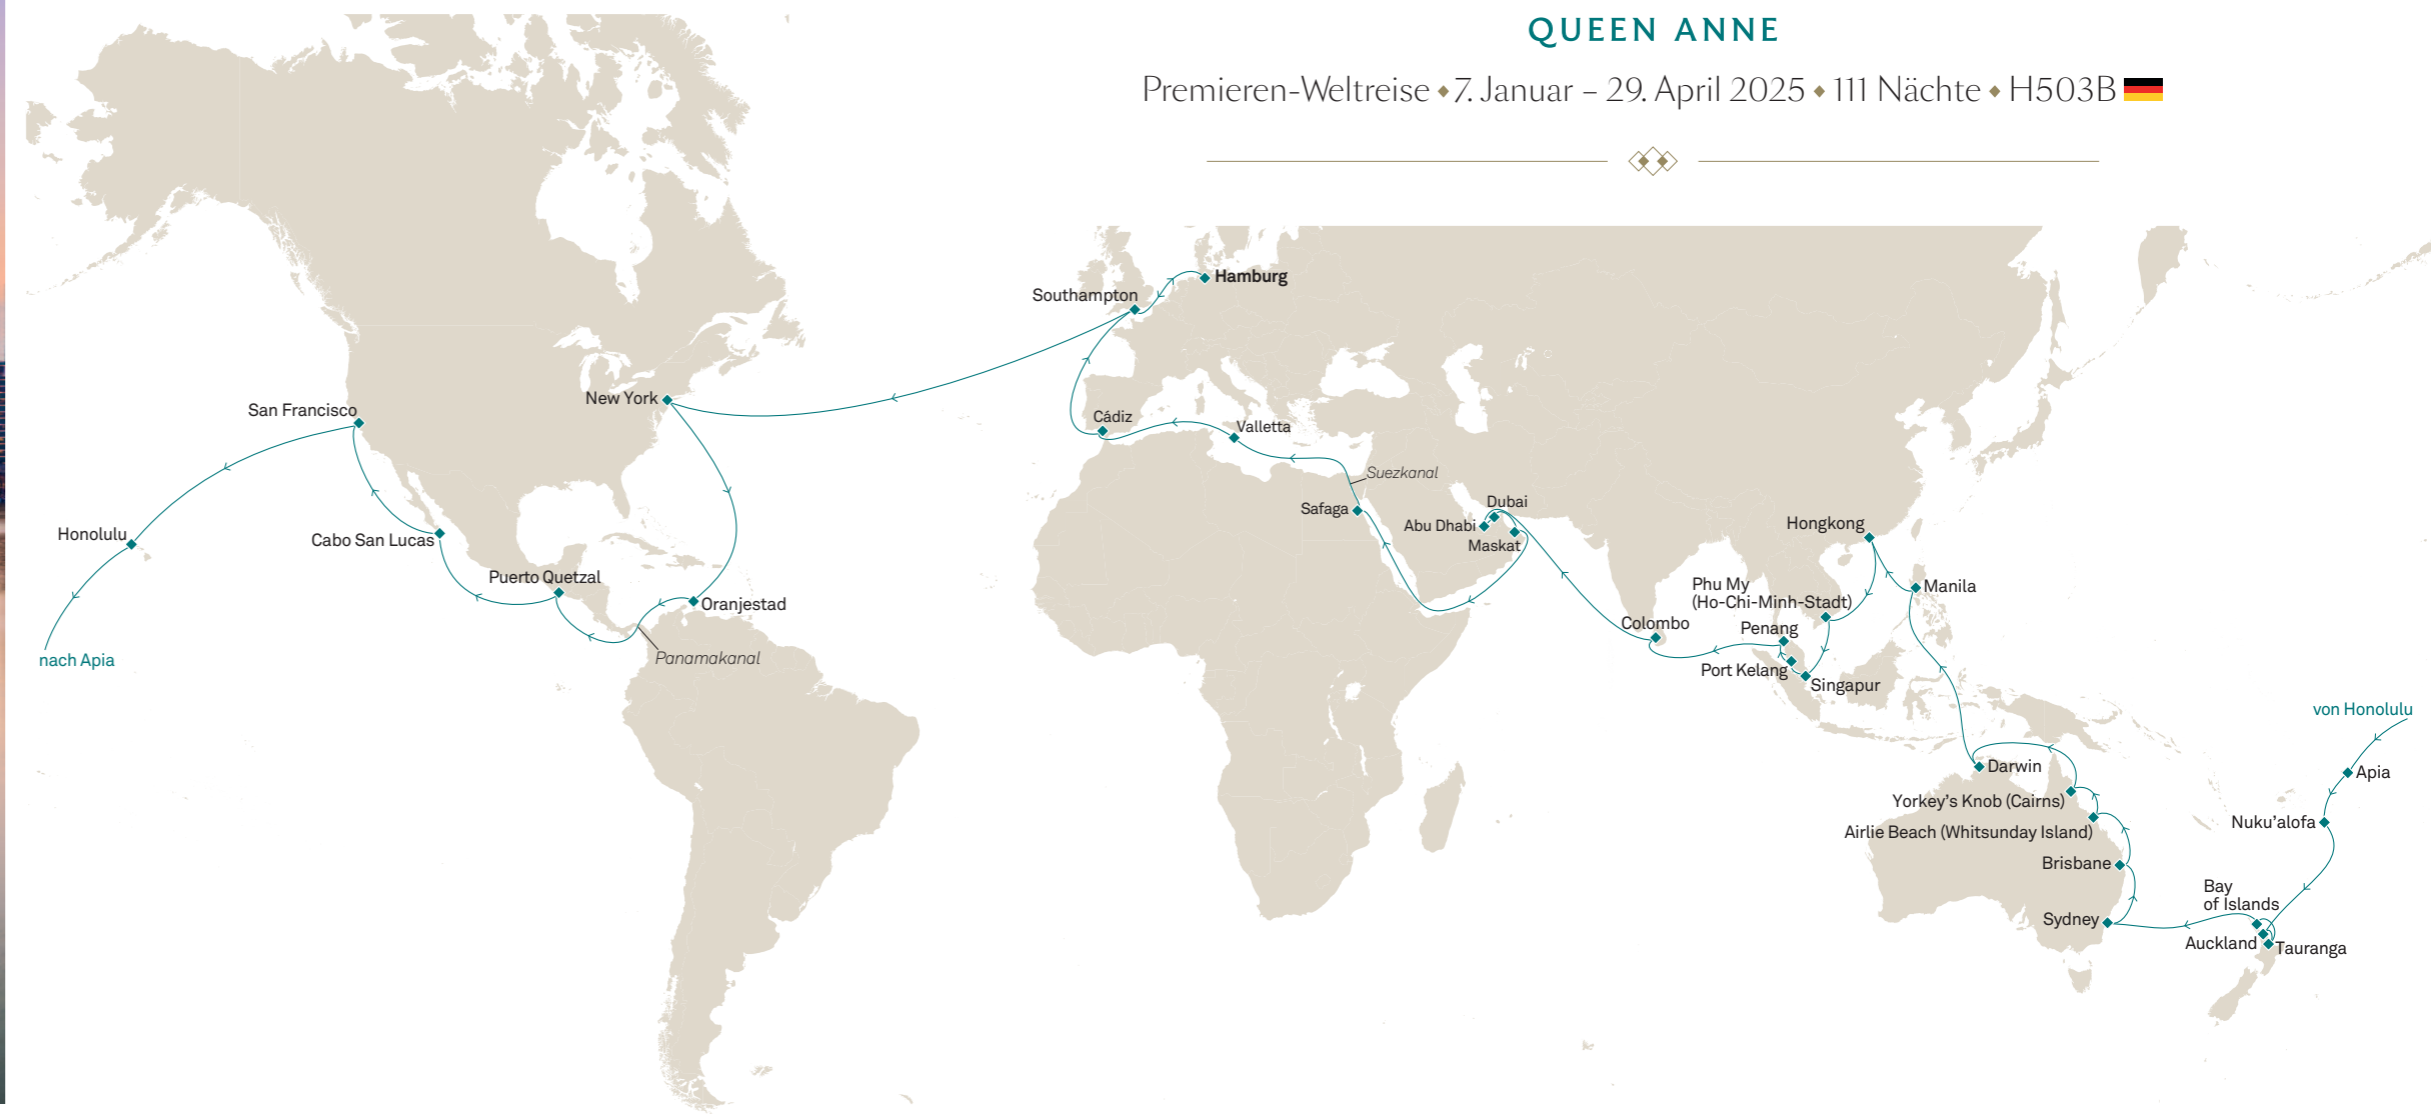 QUEEN ANNE
Premieren-Weltreise ◆ 7. Januar – 29. April 2025 ◆ 111 Nächte ◆ H503B
Hamburg
Southampton
New York
San Francisco
Cádiz
Valletta
Suezkanal
Safaga
Dubai
Abu Dhabi
Maskat
Hongkong
Honolulu
Cabo San Lucas
Puerto Quetzal
Oranjestad
Phu My
(Ho-Chi-Minh-Stadt)
Manila
Colombo
Penang
nach Apia
Panamakanal
Port Kelang
Singapur
von Honolulu
Darwin
Apia
Yorkey's Knob (Cairns)
Nuku'alofa
Airlie Beach (Whitsunday Island)
Brisbane
Bay
of Islands
Sydney
Auckland
Tauranga